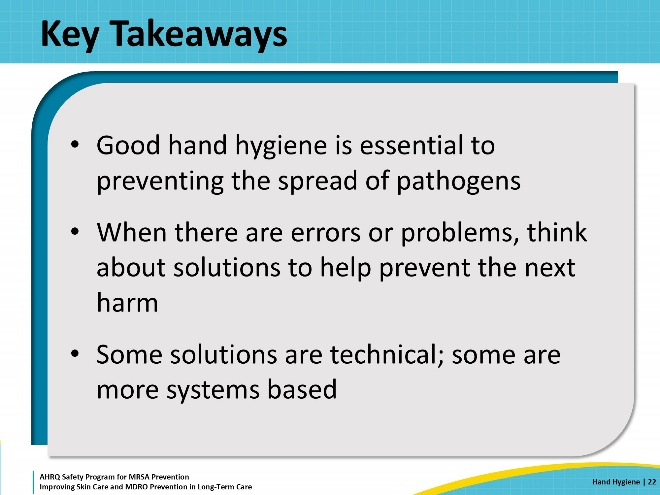 Key Takeaways
• Good hand hygiene is essential to
preventing the spread of pathogens
• When there are errors or problems, think
about solutions to help prevent the next
harm
• Some solutions are technical; some are
more systems based
AHRQ Safety Program for MRSA Prevention
Improving Skin Care and MDRO Prevention in Long-Term Care
Hand Hygiene | 22